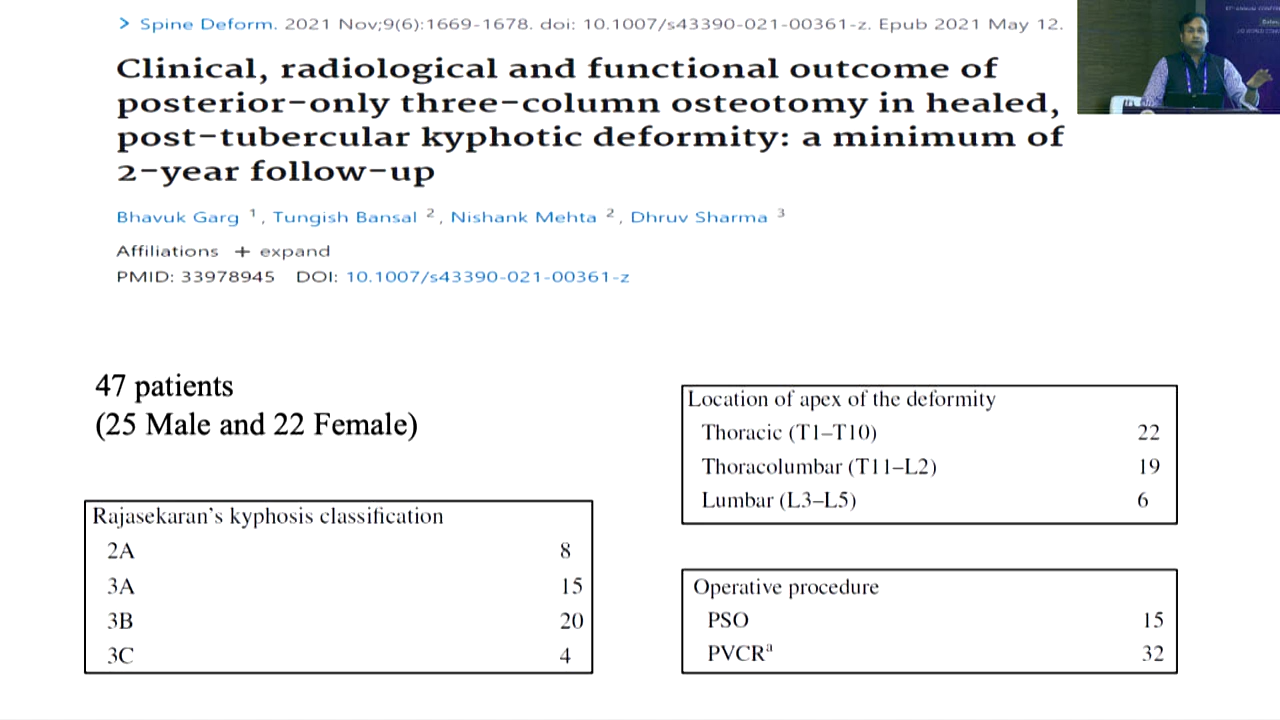 > Spine Deform. 2021 Nov;9(6):1669-1678. doi: 10.1007/s43390-021-00361-z. Epub 2021 May 12.
Clinical, radiological and functional outcome of
posterior-only three-column osteotomy in healed,
post-tubercular kyphotic deformity: a minimum of
2-year follow-up
Bhavuk Garg 1, Tungish Bansal 2, Nishank Mehta 2, Dhruv Sharma 3
Affiliations + expand
PMID: 33978945 DOI: 10.1007/s43390-021-00361-z
47 patients
(25 Male and 22 Female)
Rajasekaran's kyphosis classification
2A 8
3A 15
3B 20
3C 4
Location of apex of the deformity
Thoracic (T1–T10) 22
Thoracolumbar (T11–L2) 19
Lumbar (L3–L5) 6
Operative procedure
PSO 15
PVCRa 32